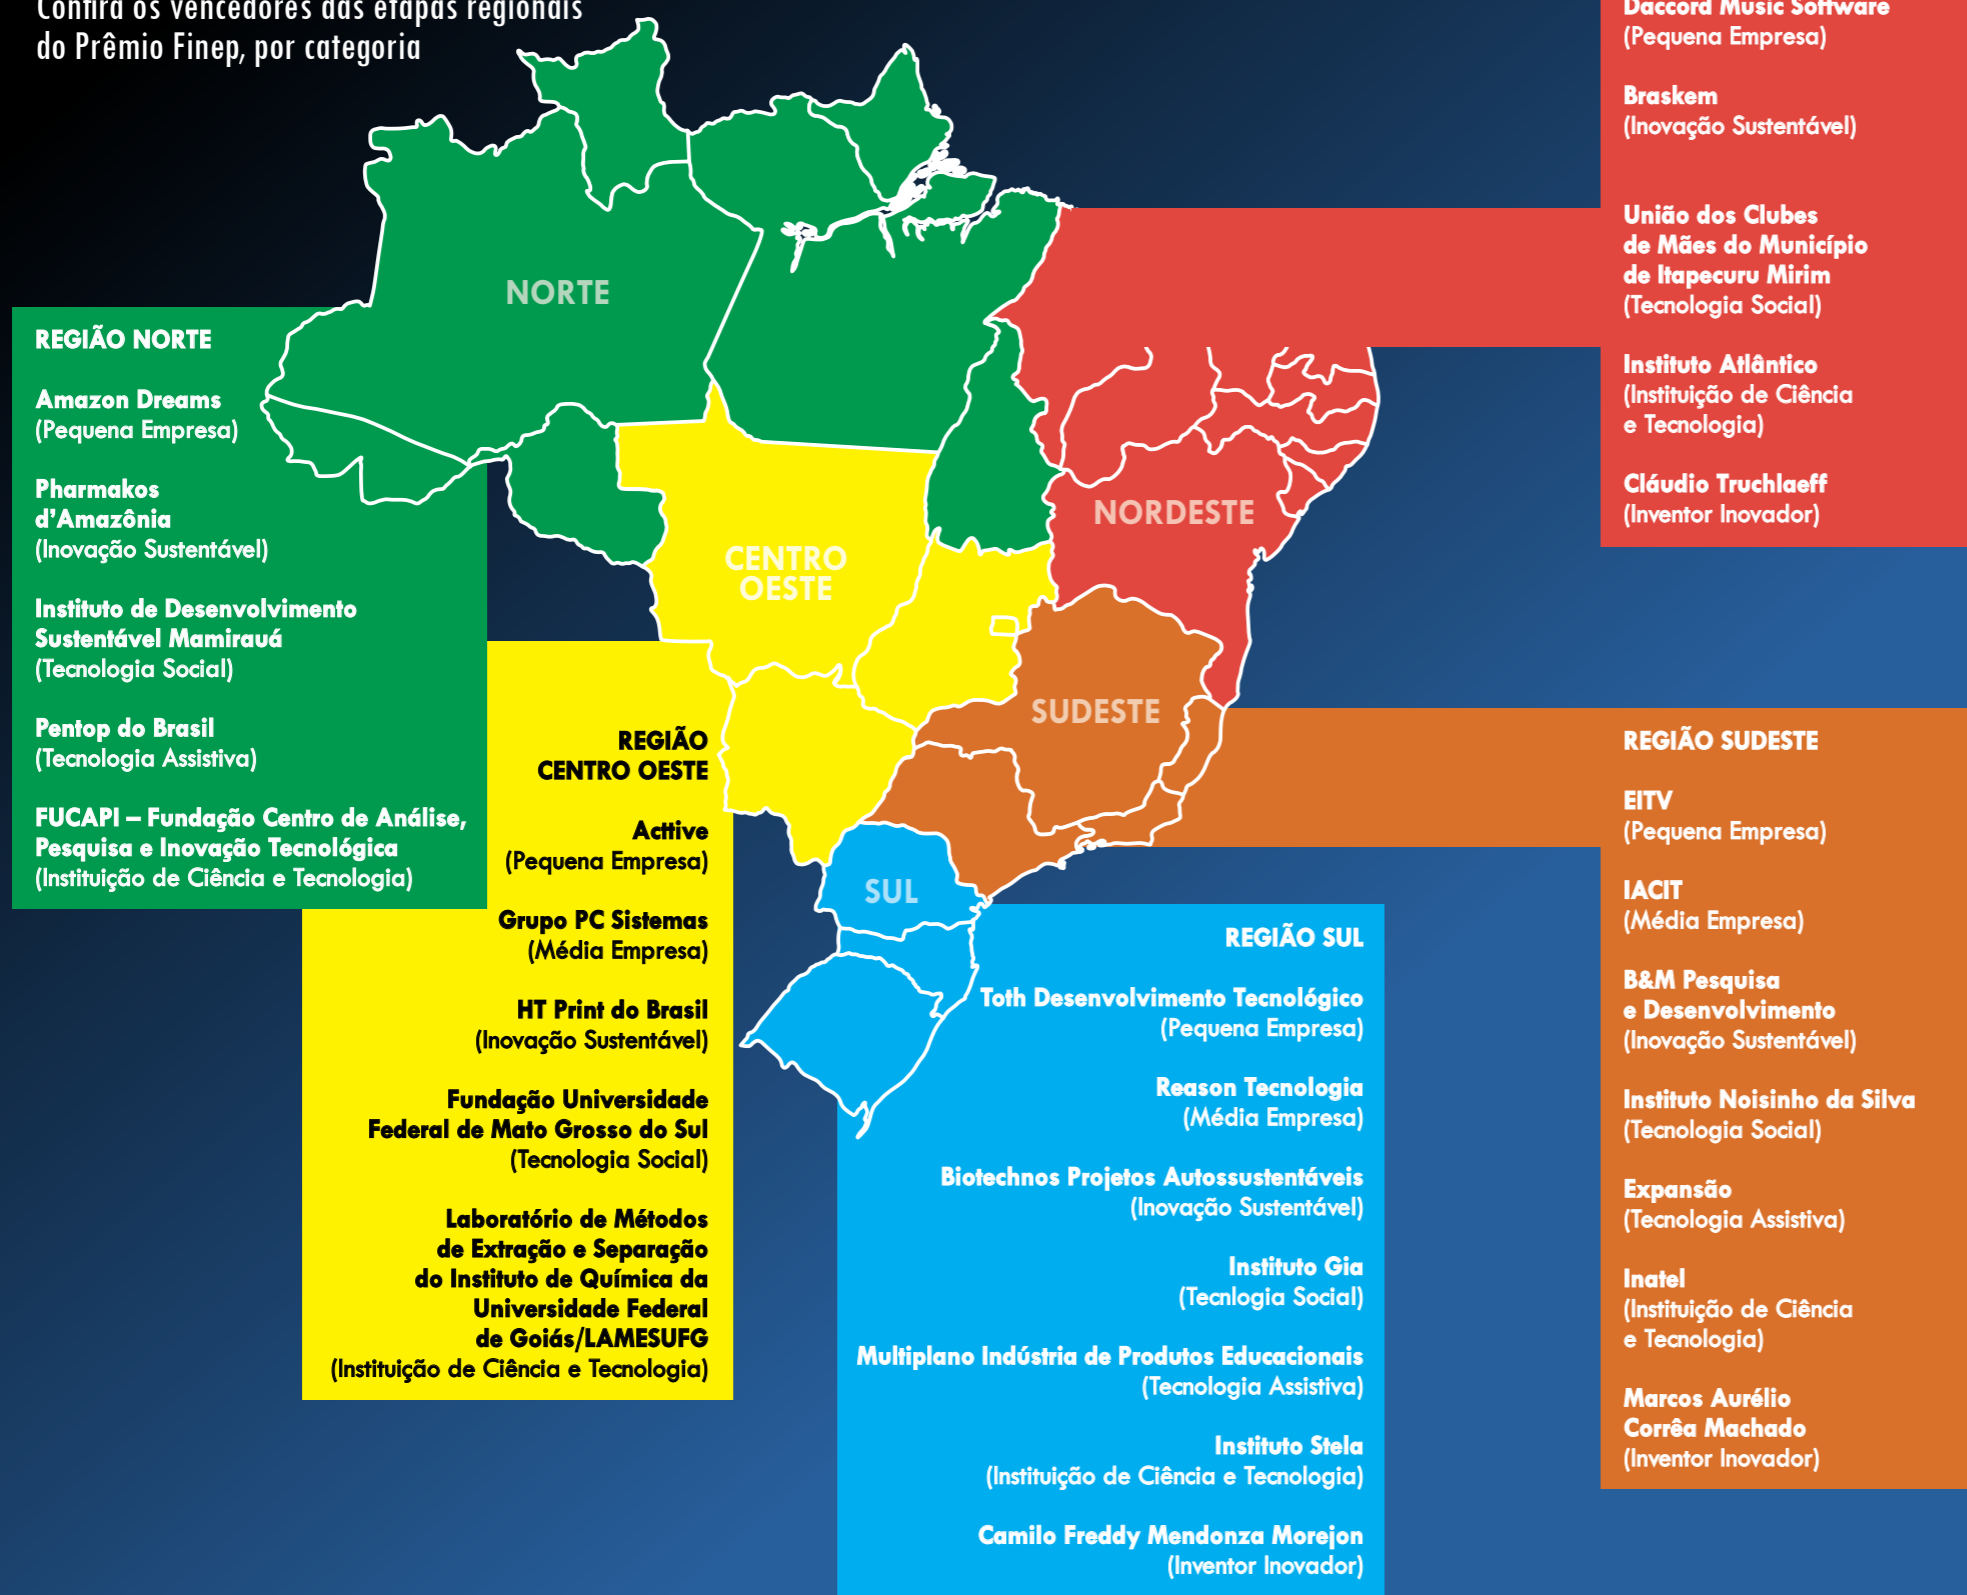 Confira os vencedores das etapas regionais
do Prêmio Finep, por categoria
NORTE
NORDESTE
CENTRO
OESTE
SUDESTE
SUL
REGIÃO NORTE
Amazon Dreams
(Pequena Empresa)
Pharmakos
d'Amazônia
(Inovação Sustentável)
Instituto de Desenvolvimento
Sustentável Mamirauá
(Tecnologia Social)
Pentop do Brasil
(Tecnologia Assistiva)
FUCAPI – Fundação Centro de Análise,
Pesquisa e Inovação Tecnológica
(Instituição de Ciência e Tecnologia)
REGIÃO
CENTRO OESTE
Acttive
(Pequena Empresa)
Grupo PC Sistemas
(Média Empresa)
HT Print do Brasil
(Inovação Sustentável)
Fundação Universidade
Federal de Mato Grosso do Sul
(Tecnologia Social)
Laboratório de Métodos
de Extração e Separação
do Instituto de Química da
Universidade Federal
de Goiás/LAMESUFG
(Instituição de Ciência e Tecnologia)
REGIÃO SUL
Toth Desenvolvimento Tecnológico
(Pequena Empresa)
Reason Tecnologia
(Média Empresa)
Biotechnos Projetos Autossustentáveis
(Inovação Sustentável)
Instituto Gia
(Tecnlogia Social)
Multiplano Indústria de Produtos Educacionais
(Tecnologia Assistiva)
Instituto Stela
(Instituição de Ciência e Tecnologia)
Camilo Freddy Mendonza Morejon
(Inventor Inovador)
Daccord Music Software
(Pequena Empresa)
Braskem
(Inovação Sustentável)
União dos Clubes
de Mães do Município
de Itapecuru Mirim
(Tecnologia Social)
Instituto Atlântico
(Instituição de Ciência
e Tecnologia)
Cláudio Truchlaeff
(Inventor Inovador)
REGIÃO SUDESTE
EITV
(Pequena Empresa)
IACIT
(Média Empresa)
B&M Pesquisa
e Desenvolvimento
(Inovação Sustentável)
Instituto Noisinho da Silva
(Tecnologia Social)
Expansão
(Tecnologia Assistiva)
Inatel
(Instituição de Ciência
e Tecnologia)
Marcos Aurélio
Corrêa Machado
(Inventor Inovador)